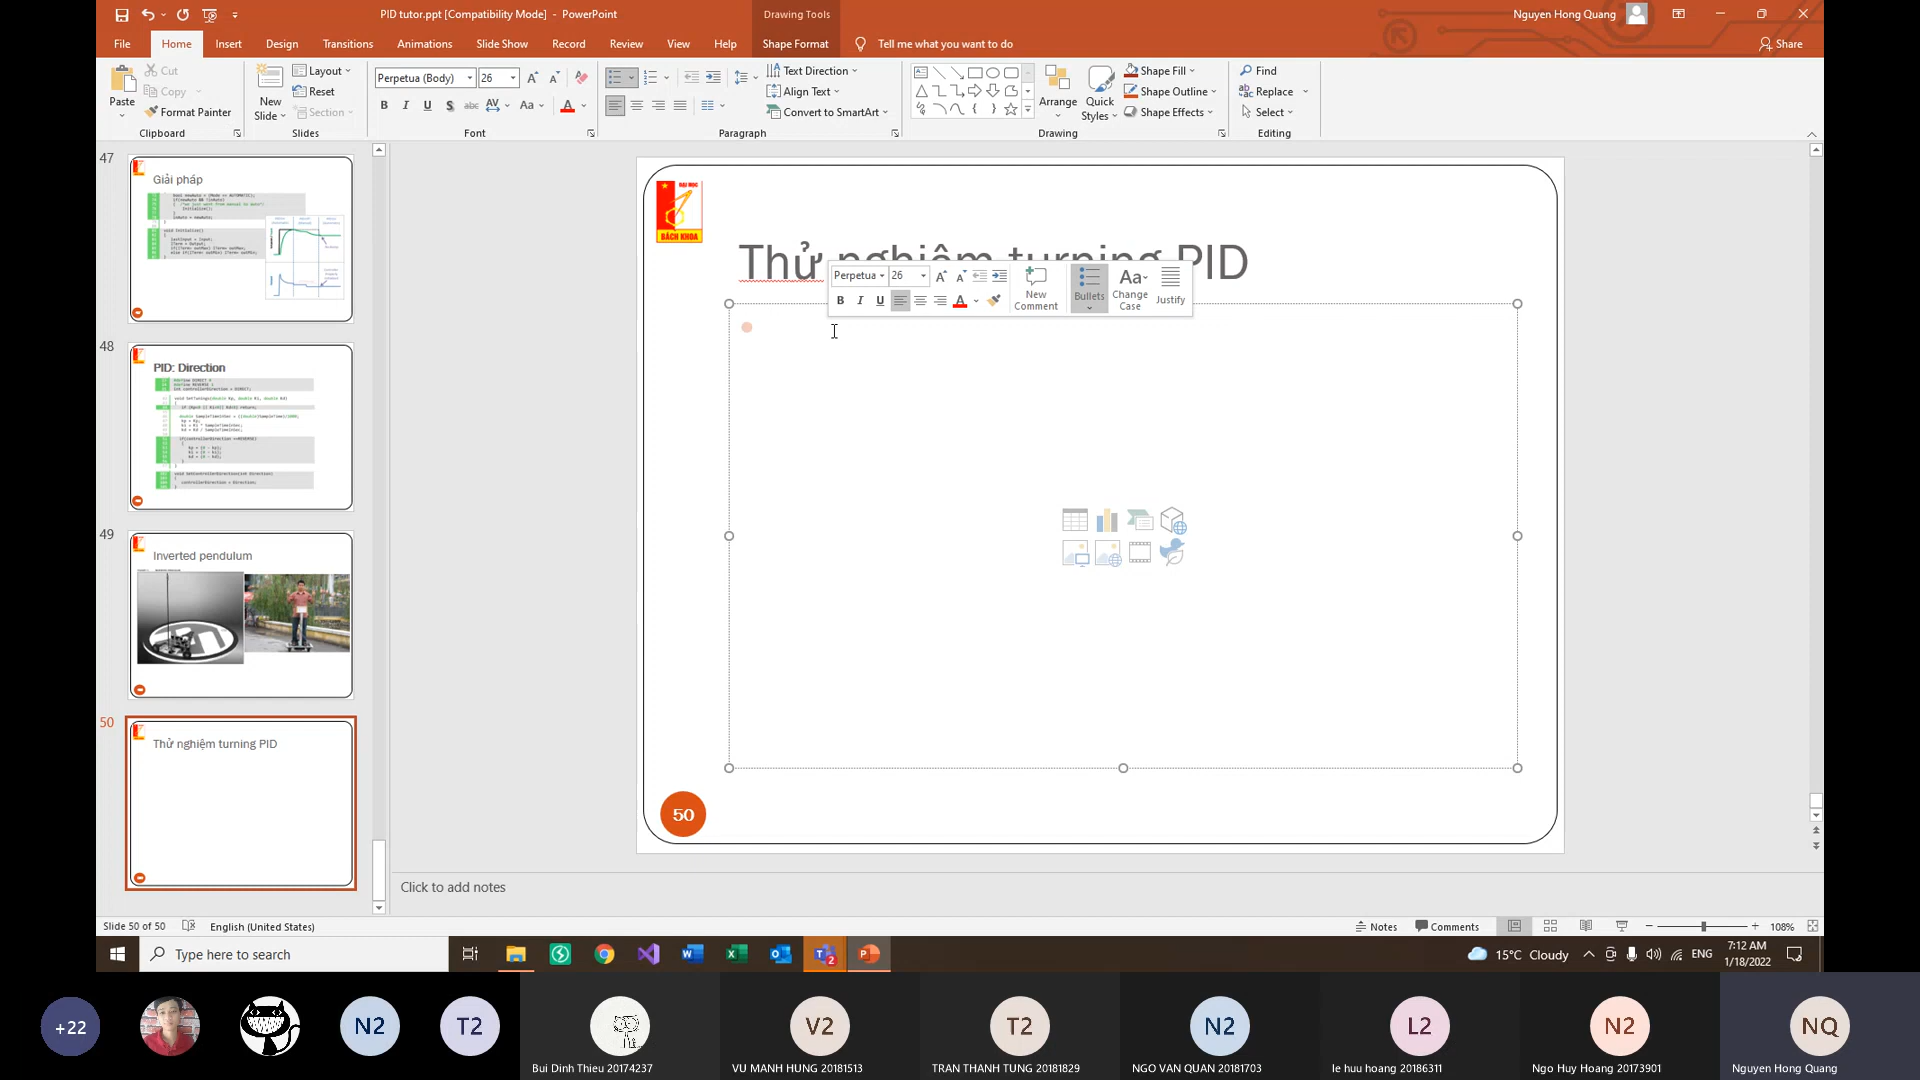 PID tutor.ppt [Compatibility Mode] - PowerPoint
Drawing Tools
Nguyen Hong Quang
File
Home
Insert
Design
Transitions
Animations
Slide Show
Record
Review
View
Help
Shape Format
Tell me what you want to do
Share
Paste
Cut
Copy
Format Painter
Clipboard
New Slide
Layout
Reset
Section
Slides
Perpetua (Body)
26
Font
Paragraph
Text Direction
Align Text
Convert to SmartArt
Arrange
Quick Styles
Shape Fill
Shape Outline
Shape Effects
Drawing
Find
Replace
Select
Editing
47
Giải pháp
48
PID: Direction
49
Inverted pendulum
50
Thử nghiệm turning PID
ĐẠI HỌC
BÁCH KHOA
Thử nghiệm turning PID
Perpetua
26
New Comment
Bullets
Change Case
Justify
50
Click to add notes
Slide 50 of 50
English (United States)
Notes
Comments
108%
Type here to search
15°C Cloudy
ENG
7:12 AM
1/18/2022
+22
N2
T2
Bui Dinh Thieu 20174237
V2
VU MANH HUNG 20181513
T2
TRAN THANH TUNG 20181829
N2
NGO VAN QUAN 20181703
L2
le huu hoang 20186311
N2
Ngo Huy Hoang 20173901
NQ
Nguyen Hong Quang